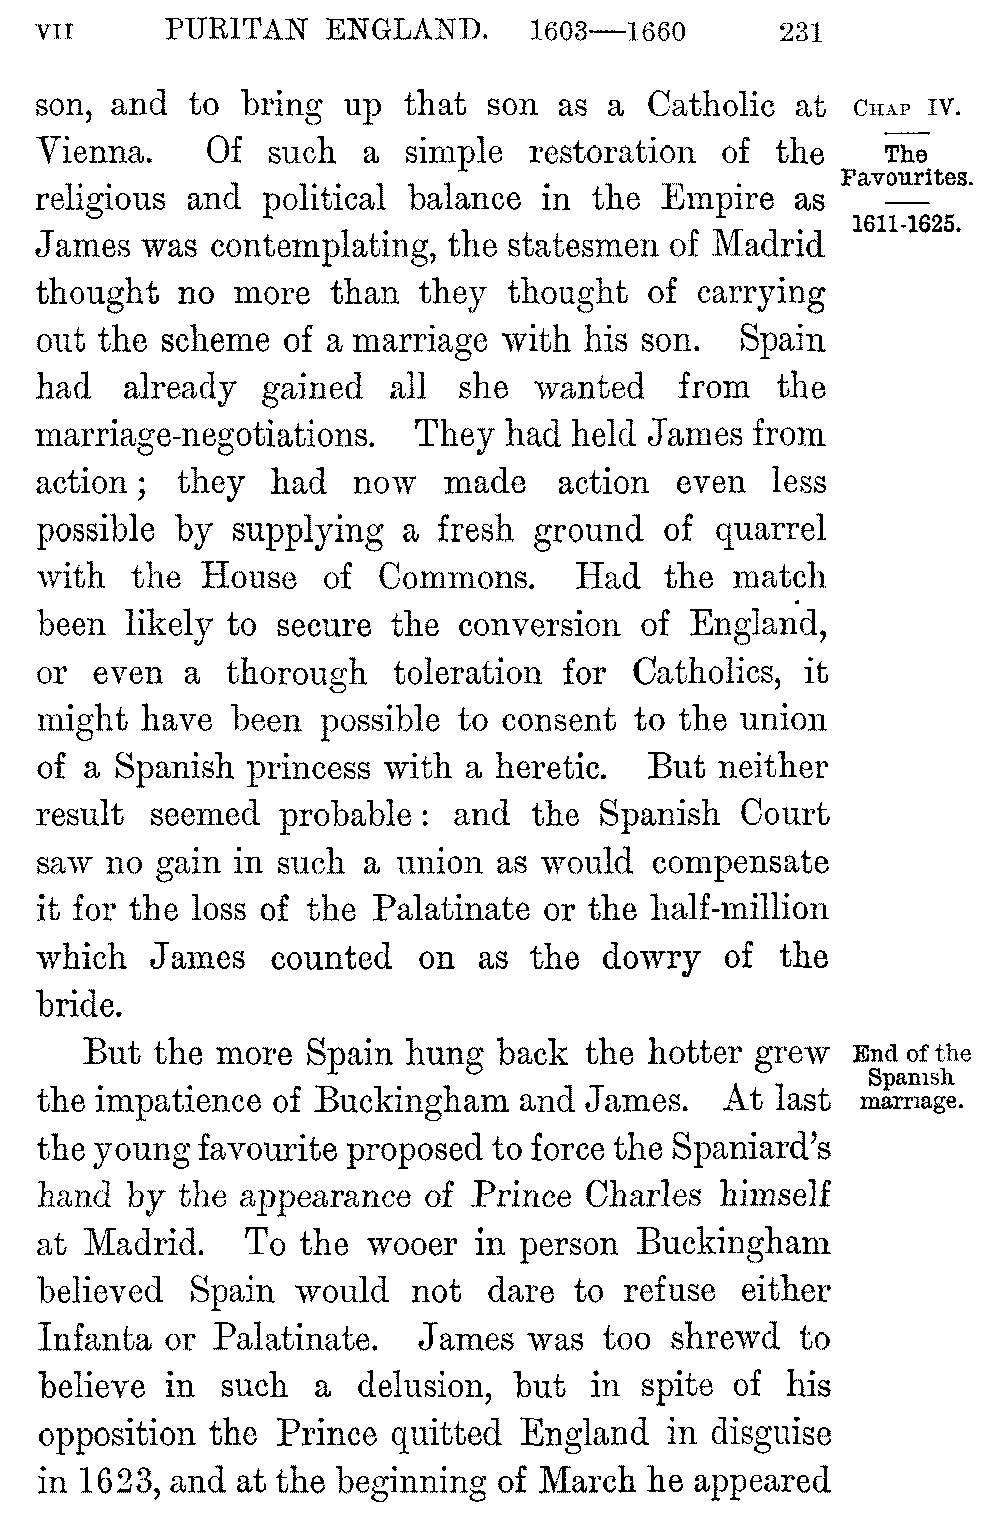 VII PURITAN ENGLAND. 1603—1660 231
son, and to bring up that son as a Catholic at
Vienna. Of such a simple restoration of the
religious and political balance in the Empire as
James was contemplating, the statesmen of Madrid
thought no more than they thought of carrying
out the scheme of a marriage with his son. Spain
had already gained all she wanted from the
marriage-negotiations. They had held James from
action; they had now made action even less
possible by supplying a fresh ground of quarrel
with the House of Commons. Had the match
been likely to secure the conversion of England,
or even a thorough toleration for Catholics, it
might have been possible to consent to the union
of a Spanish princess with a heretic. But neither
result seemed probable: and the Spanish Court
saw no gain in such a union as would compensate
it for the loss of the Palatinate or the half-million
which James counted on as the dowry of the
bride.
But the more Spain hung back the hotter grew
the impatience of Buckingham and James. At last
the young favourite proposed to force the Spaniard's
hand by the appearance of Prince Charles himself
at Madrid. To the wooer in person Buckingham
believed Spain would not dare to refuse either
Infanta or Palatinate. James was too shrewd to
believe in such a delusion, but in spite of his
opposition the Prince quitted England in disguise
in 1623, and at the beginning of March he appeared
CHAP IV.
The
Favourites.
1611-1625.
End of the
Spanish
marriage.